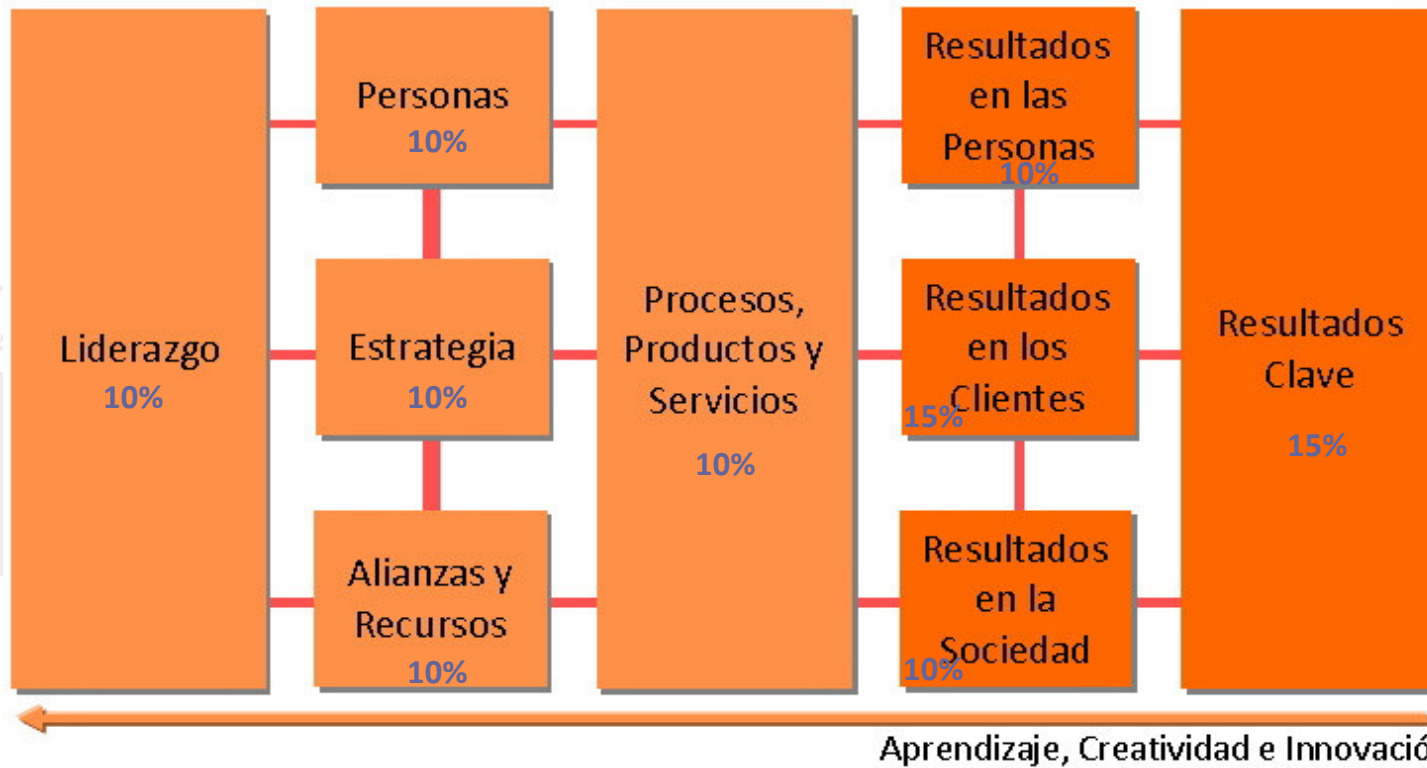 Liderazgo
10%
Personas
10%
Estrategia
10%
Alianzas y
Recursos
10%
Procesos,
Productos y
Servicios
10%
Resultados
en las
Personas
10%
Resultados
en los
Clientes
15%
Resultados
en la
Sociedad
10%
Resultados
Clave
15%
Aprendizaje, Creatividad e Innovació